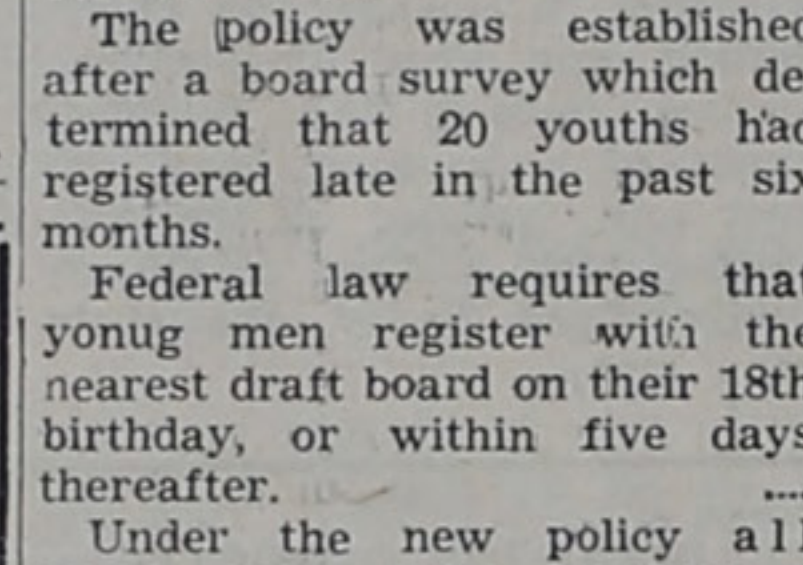 The policy was established
after a board survey which de-
termined that 20 youths had
registered late in the past six
months.
Federal law requires that
yonug men register with the
nearest draft board on their 18th
birthday, or within five days
thereafter. ....
Under the new policy all